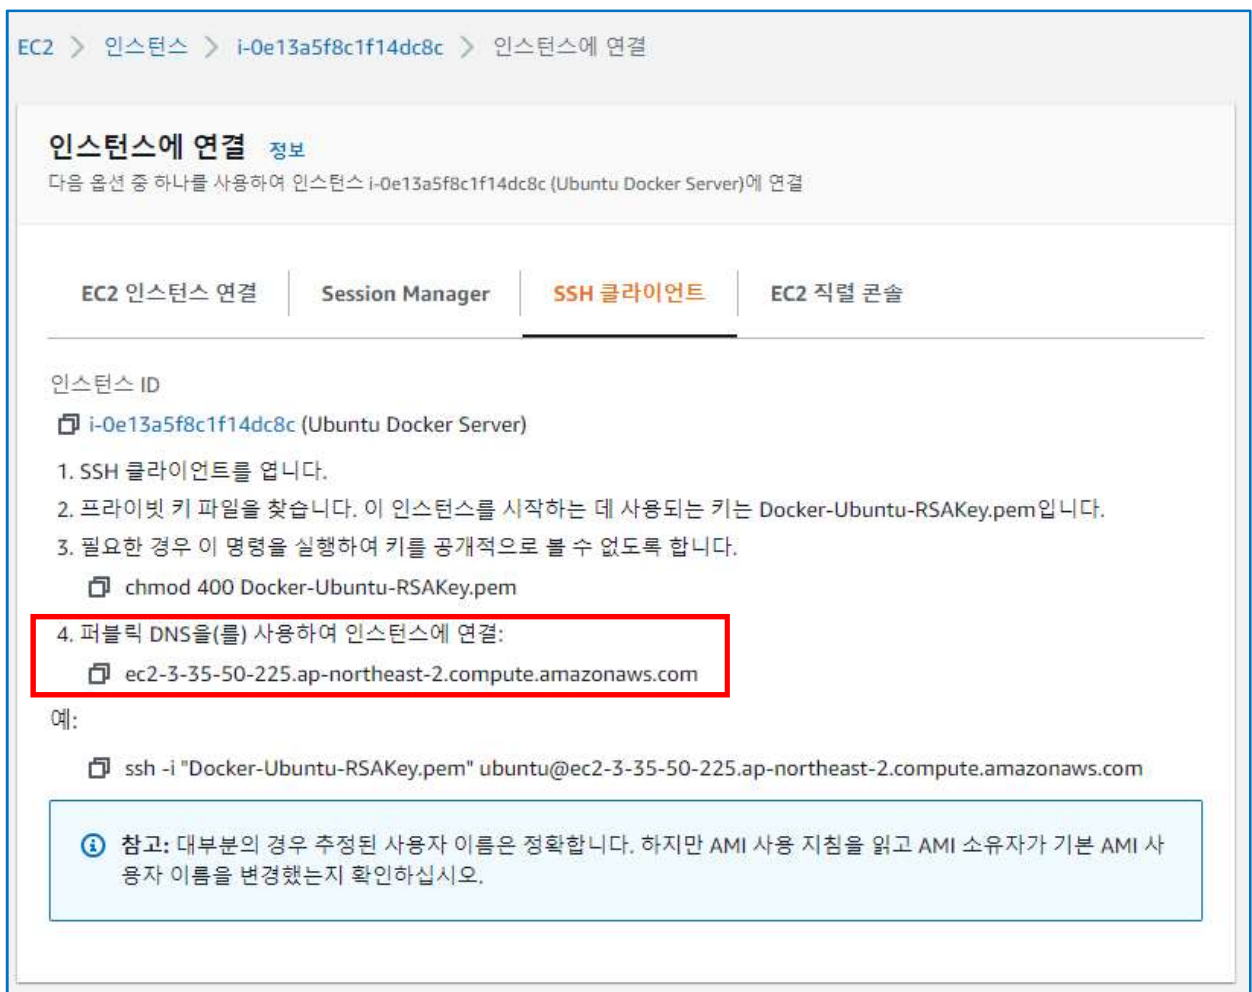 EC2 > 인스턴스 > i-0e13a5f8c1f14dc8c > 인스턴스에 연결
인스턴스에 연결 정보
다음 옵션 중 하나를 사용하여 인스턴스 i-0e13a5f8c1f14dc8c (Ubuntu Docker Server)에 연결
EC2 인스턴스 연결 Session Manager SSH 클라이언트 EC2 직렬 콘솔
인스턴스 ID
i-0e13a5f8c1f14dc8c (Ubuntu Docker Server)
1. SSH 클라이언트를 엽니다.
2. 프라이빗 키 파일을 찾습니다. 이 인스턴스를 시작하는 데 사용되는 키는 Docker-Ubuntu-RSAKey.pem입니다.
3. 필요한 경우 이 명령을 실행하여 키를 공개적으로 볼 수 없도록 합니다.
chmod 400 Docker-Ubuntu-RSAKey.pem
4. 퍼블릭 DNS을(를) 사용하여 인스턴스에 연결:
ec2-3-35-50-225.ap-northeast-2.compute.amazonaws.com
예:
ssh -i "Docker-Ubuntu-RSAKey.pem" ubuntu@ec2-3-35-50-225.ap-northeast-2.compute.amazonaws.com
참고: 대부분의 경우 추정된 사용자 이름은 정확합니다. 하지만 AMI 사용 지침을 읽고 AMI 소유자가 기본 AMI 사
용자 이름을 변경했는지 확인하십시오.